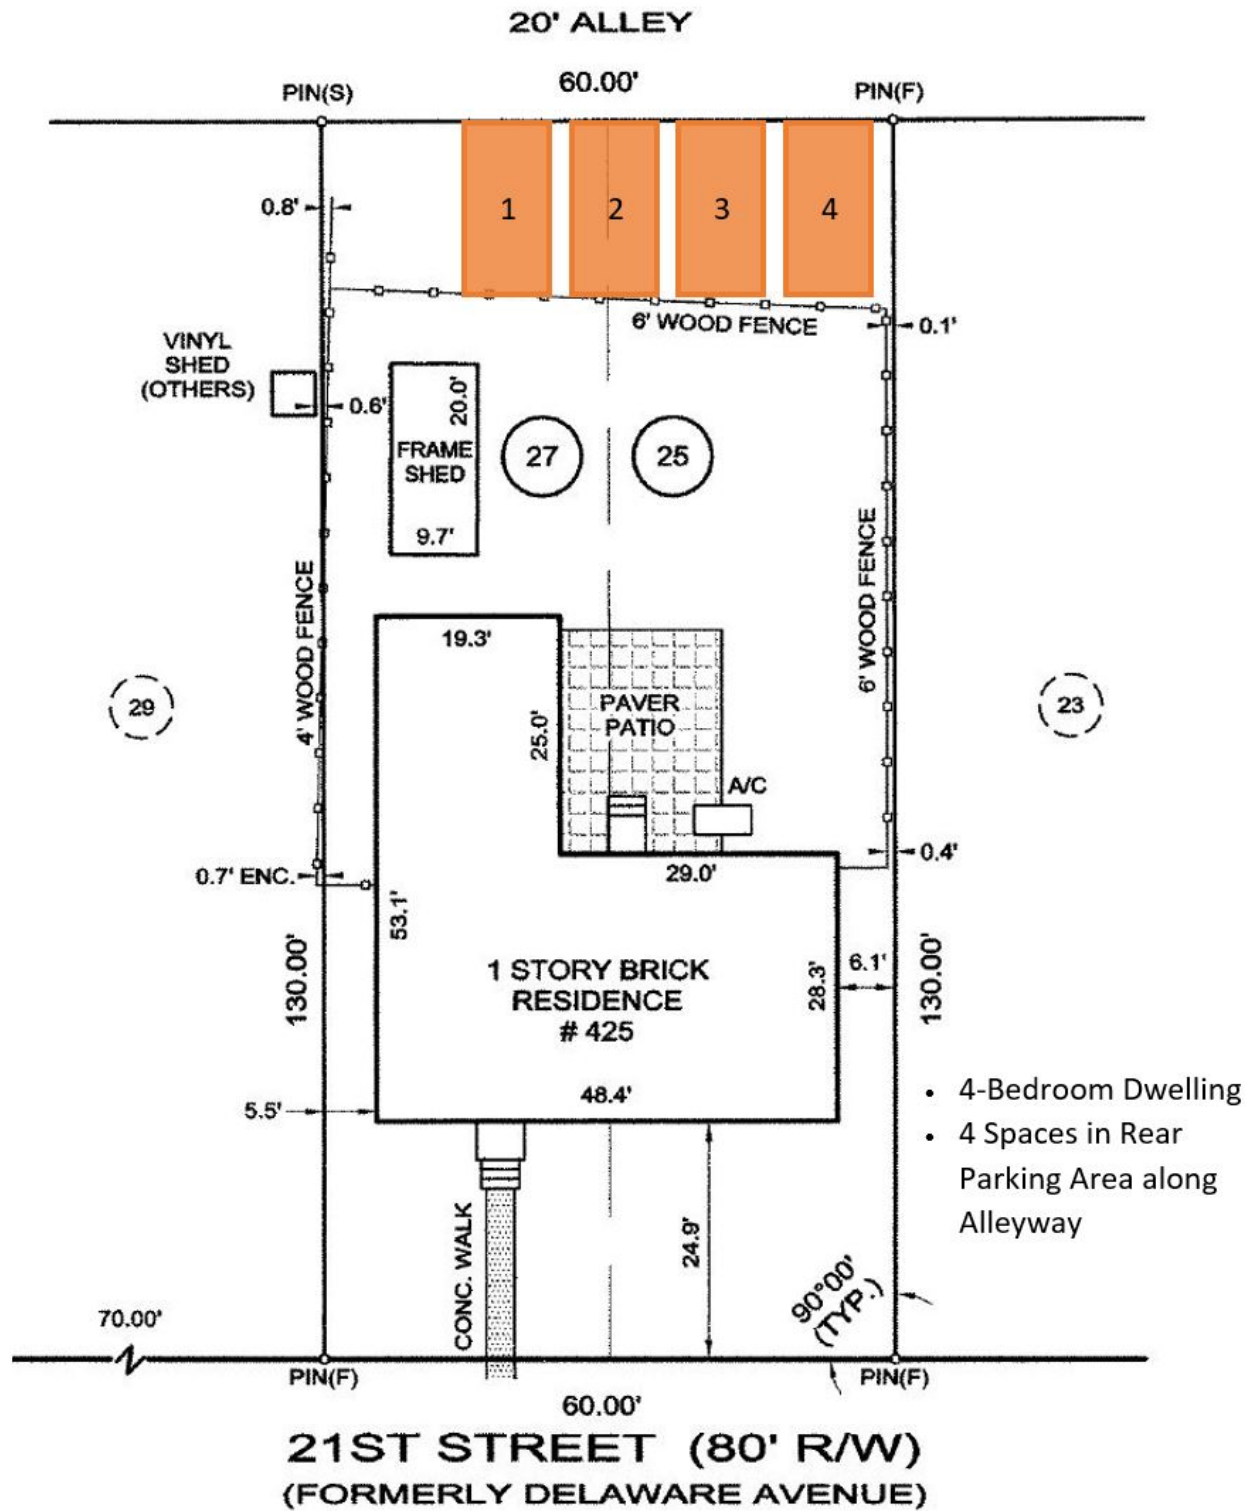 20' ALLEY
60.00'
PIN(S)
PIN(F)
0.8'
1
2
3
4
6' WOOD FENCE
0.1'
VINYL
SHED
(OTHERS)
0.6'
20.0'
FRAME
SHED
9.7'
27
25
4' WOOD FENCE
6' WOOD FENCE
19.3'
29
25.0'
PAVER
PATIO
23
A/C
0.7' ENC.
29.0'
0.4'
53.1'
130.00'
1 STORY BRICK
RESIDENCE
# 425
28.3'
6.1'
130.00'
48.4'
5.5'
• 4-Bedroom Dwelling
• 4 Spaces in Rear
Parking Area along
Alleyway
CONC. WALK
24.9'
90°00'
(TYP.)
70.00'
PIN(F)
PIN(F)
60.00'
21ST STREET (80' R/W)
(FORMERLY DELAWARE AVENUE)